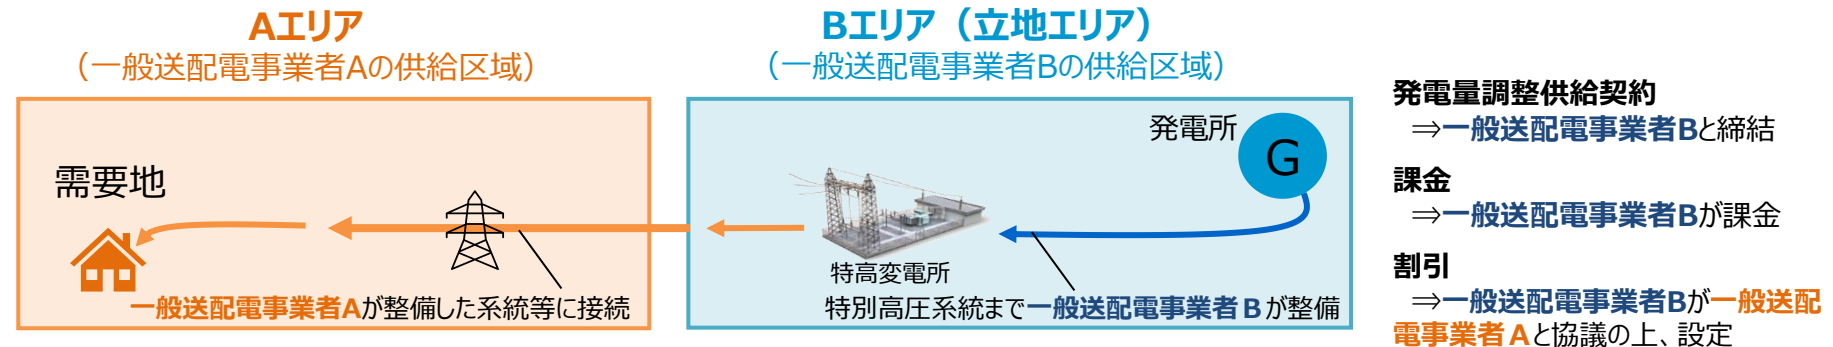 Aエリア
（一般送配電事業者Aの供給区域）
Bエリア（立地エリア）
（一般送配電事業者Bの供給区域）
需要地
一般送配電事業者Aが整備した系統等に接続
発電所
G
特高変電所
特別高圧系統まで一般送配電事業者Ｂが整備
発電量調整供給契約
⇒一般送配電事業者Bと締結
課金
⇒一般送配電事業者Bが課金
割引
⇒一般送配電事業者Bが一般送配
電事業者Aと協議の上、設定